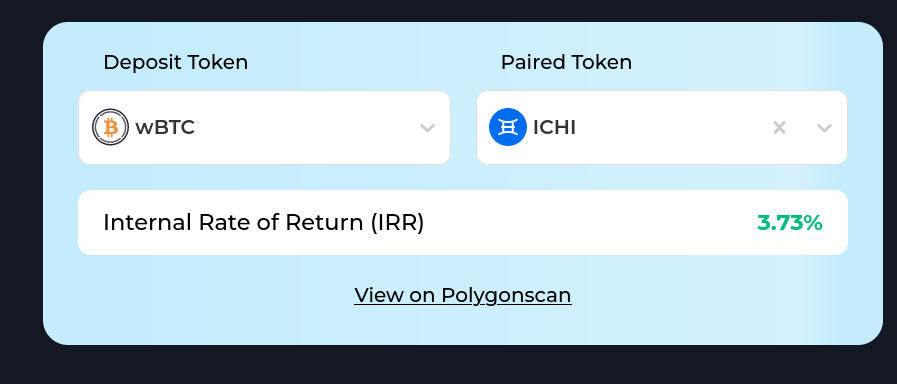 Deposit Token
Paired Token
wBTC
ICHI
Internal Rate of Return (IRR)
3.73%
View on Polygonscan